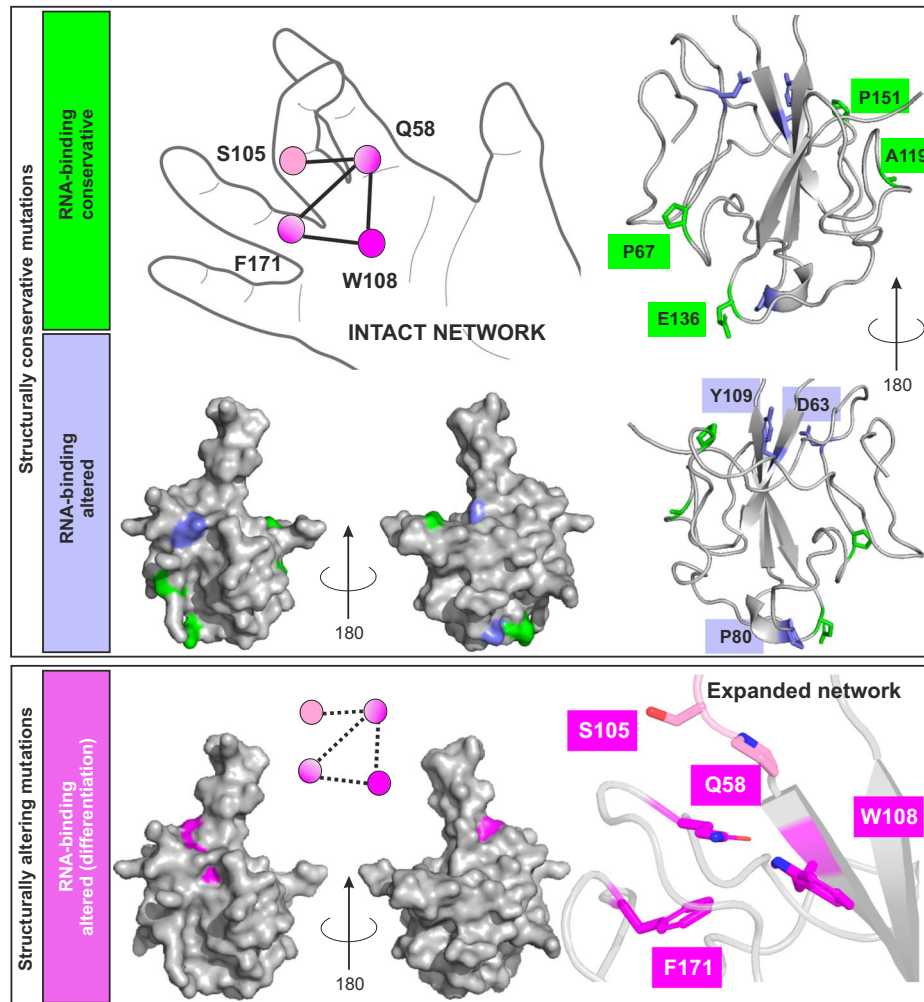 Structurally conservative mutations
RNA-binding
conservative
RNA-binding
altered
S105
Q58
F171
W108
INTACT NETWORK
P151
A119
P67
E136
180
Y109
D63
P80
180
Structurally altering mutations
RNA-binding
altered (differentiation)
180
Expanded network
S105
Q58
W108
F171